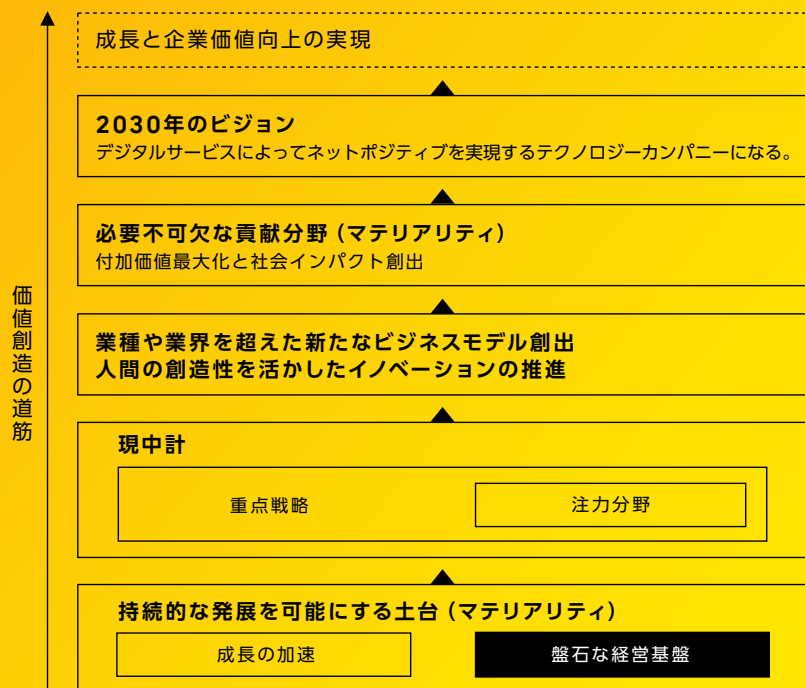 成長と企業価値向上の実現
2030年のビジョン
デジタルサービスによってネットポジティブを実現するテクノロジーカンパニーになる。
必要不可欠な貢献分野（マテリアリティ）
付加価値最大化と社会インパクト創出
業種や業界を超えた新たなビジネスモデル創出
人間の創造性を活かしたイノベーションの推進
価値創造の道筋
現中計
重点戦略
注力分野
持続的な発展を可能にする土台（マテリアリティ）
成長の加速
盤石な経営基盤